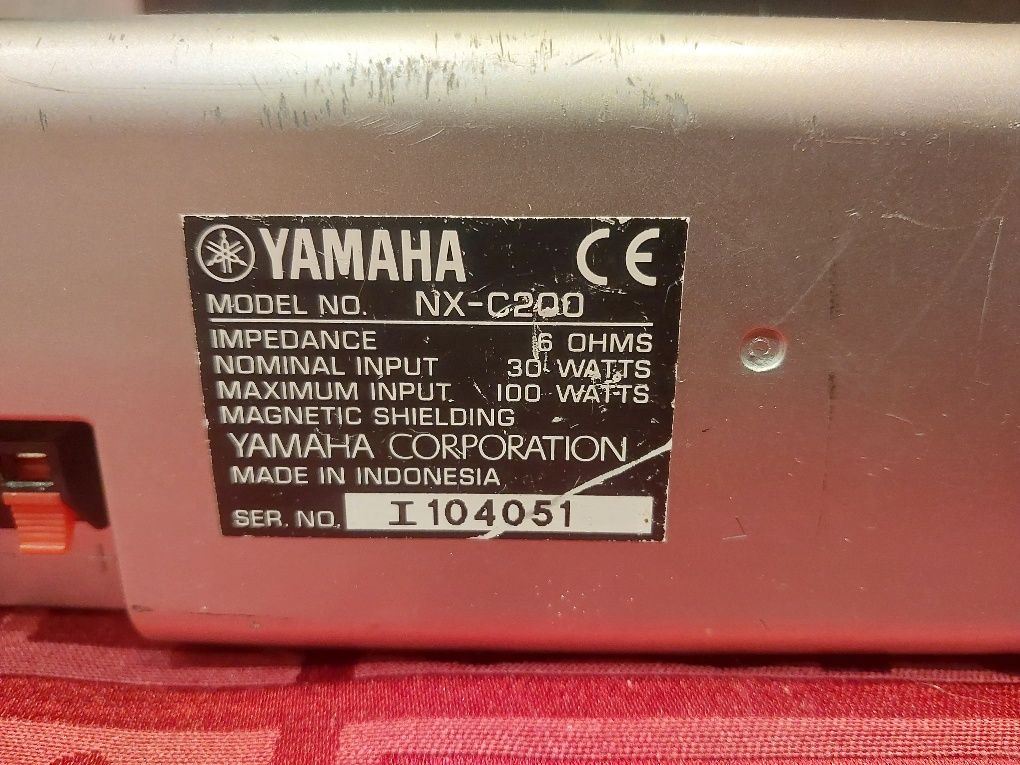 YAMAHA CE
MODEL NO. NX-C200
IMPEDANCE 6 OHMS
NOMINAL INPUT 30 WATTS
MAXIMUM INPUT 100 WATTS
MAGNETIC SHIELDING
YAMAHA CORPORATION
MADE IN INDONESIA
SER. NO. I 104051